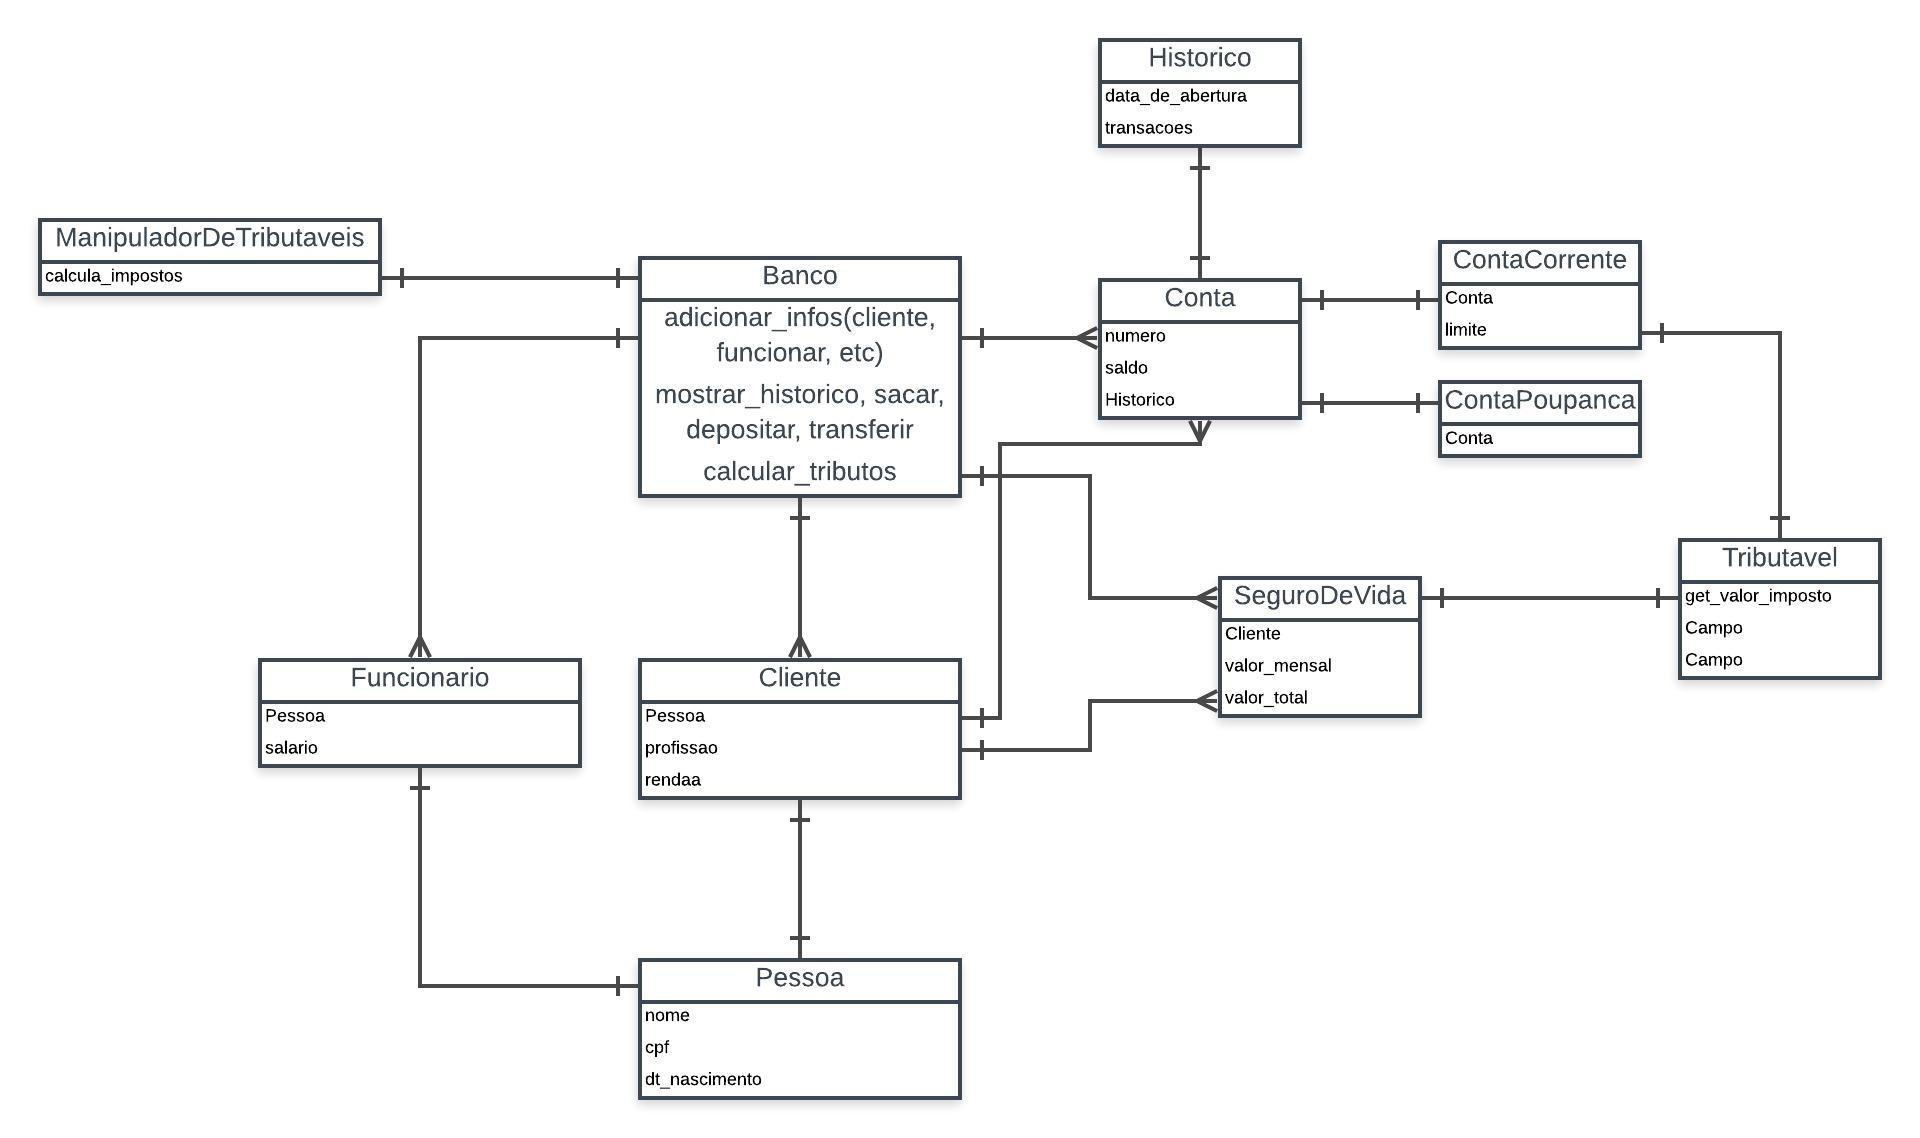 Historico
data_de_abertura
transacoes
ManipuladorDeTributaveis
calcula_impostos
Banco
adicionar_infos(cliente,
funcionar, etc)
mostrar_historico, sacar,
depositar, transferir
calcular_tributos
Conta
numero
saldo
Historico
ContaCorrente
Conta
limite
ContaPoupanca
Conta
Tributavel
get_valor_imposto
Campo
Campo
SeguroDeVida
Cliente
valor_mensal
valor_total
Funcionario
Pessoa
salario
Cliente
Pessoa
profissao
rendaa
Pessoa
nome
cpf
dt_nascimento